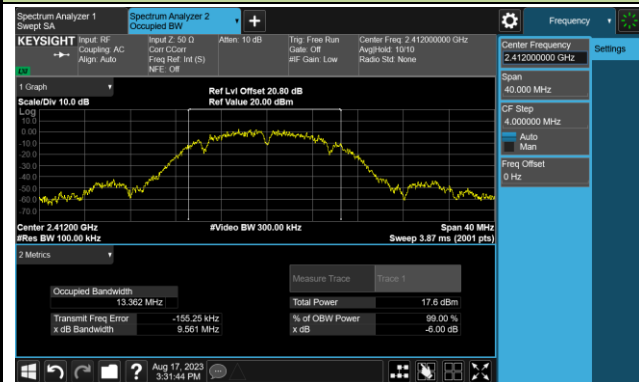 Spectrum Analyzer 1
Swept SA
Spectrum Analyzer 2
Occupied BW
Frequency
KEYSIGHT
Input: RF
Coupling: AC
Align: Auto
Input Z: 50 Ω
Corr CCorr
Freq Ref: Int (S)
NFE: Off
Atten: 10 dB
Trig: Free Run
Gate: Off
#IF Gain: Low
Center Freq: 2.412000000 GHz
Avg|Hold: 10/10
Radio Std: None
Center Frequency
2.412000000 GHz
Settings
Span
40.000 MHz
CF Step
4.000000 MHz
Auto
Man
Freq Offset
0 Hz
1 Graph
Scale/Div 10.0 dB
Ref Lvl Offset 20.80 dB
Ref Value 20.00 dBm
Log
10.0
0.00
-10.0
-20.0
-30.0
-40.0
-50.0
-60.0
-70.0
Center 2.41200 GHz
#Res BW 100.00 kHz
#Video BW 300.00 kHz
Span 40 MHz
Sweep 3.87 ms (2001 pts)
2 Metrics
Measure Trace
Trace 1
Occupied Bandwidth
13.362 MHz
Total Power
17.6 dBm
Transmit Freq Error
-155.25 kHz
% of OBW Power
99.00 %
x dB Bandwidth
9.561 MHz
x dB
-6.00 dB
?
Aug 17, 2023
3:31:44 PM